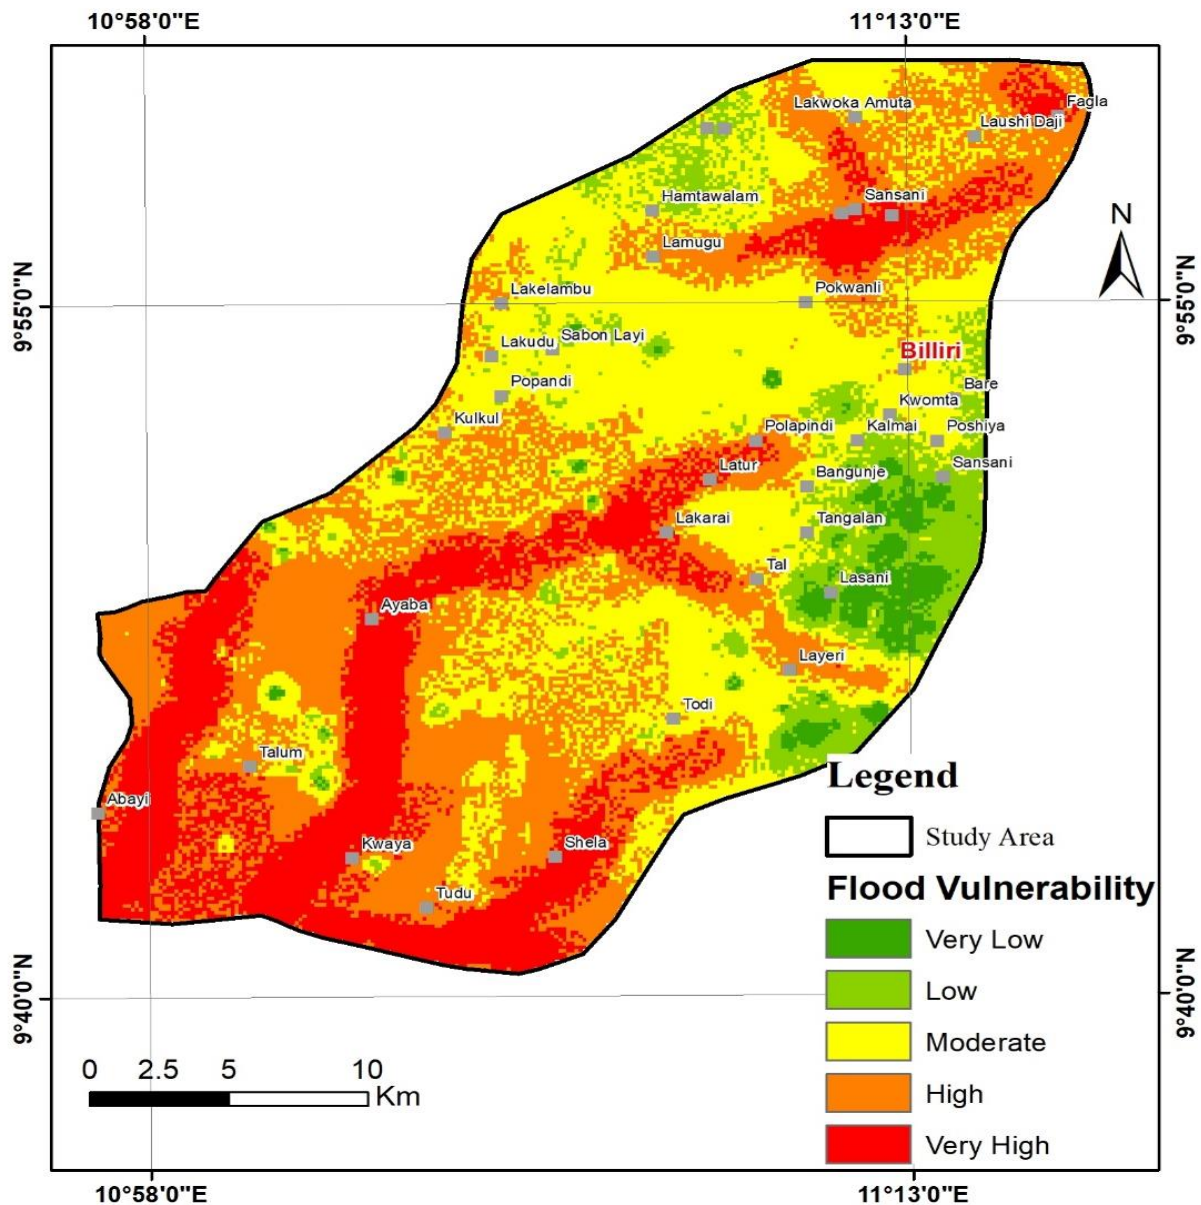 10°58'0"E 11°13'0"E
Lakwoka Amuta
Fagla
Laushi Daji
Hamtawalam
Sansani
N
Lamugu
9°55'0"N
9°55'0"N
Lakelambu
Pokwanli
Sabon Layi
Lakudu
Billiri
Popandi
Bare
Kwomta
Kulkul
Polapindi
Kalmai
Poshiya
Latur
Bangunje
Sansani
Lakarai
Tangalan
Tal
Lasani
Ayaba
Layeri
Todi
Talum
Abayi
Kwaya
Shela
Tudu
Legend
Study Area
Flood Vulnerability
Very Low
Low
Moderate
High
Very High
9°40'0"N
9°40'0"N
0 2.5 5 10
Km
10°58'0"E 11°13'0"E